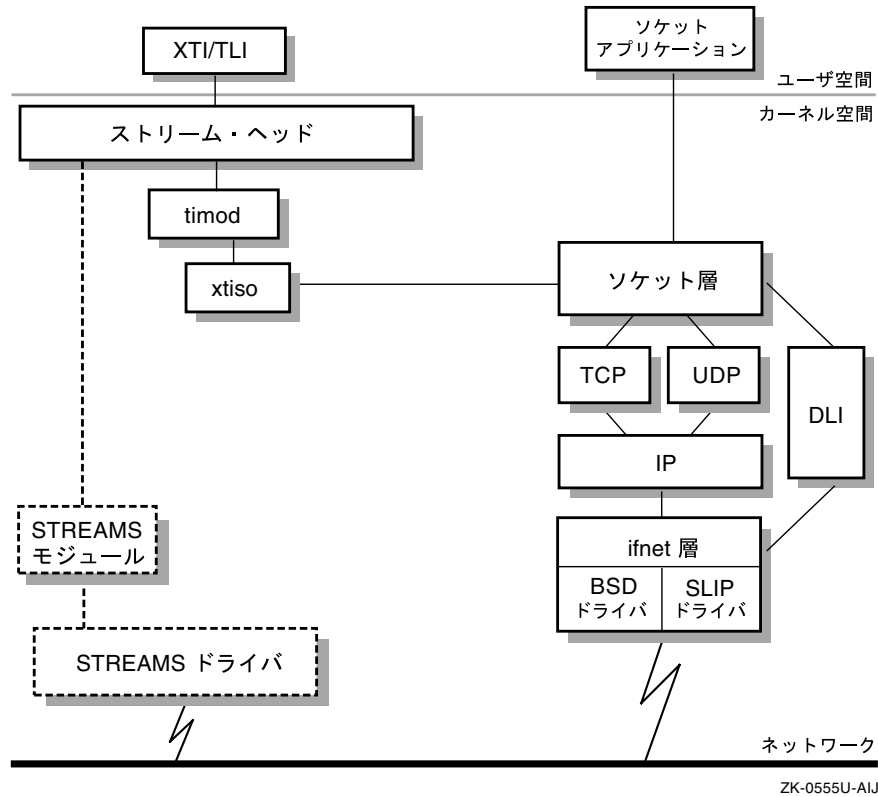 XTI/TLI
ソケット
アプリケーション
ユーザ空間
カーネル空間
ストリーム・ヘッド
timod
xtiso
ソケット層
TCP
UDP
DLI
IP
ifnet 層
BSD
ドライバ
SLIP
ドライバ
STREAMS
モジュール
STREAMS ドライバ
ネットワーク
ZK-0555U-AIJ